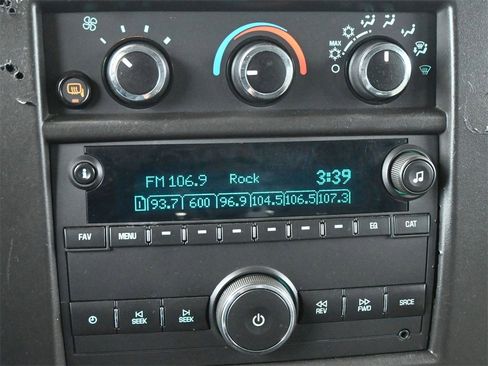 MAX
FM 106.9 Rock 3:39
1 93.7 600 96.9 104.5 106.5 107.3
FAV MENU EQ CAT
SEEK SEEK REV FWD SRCE